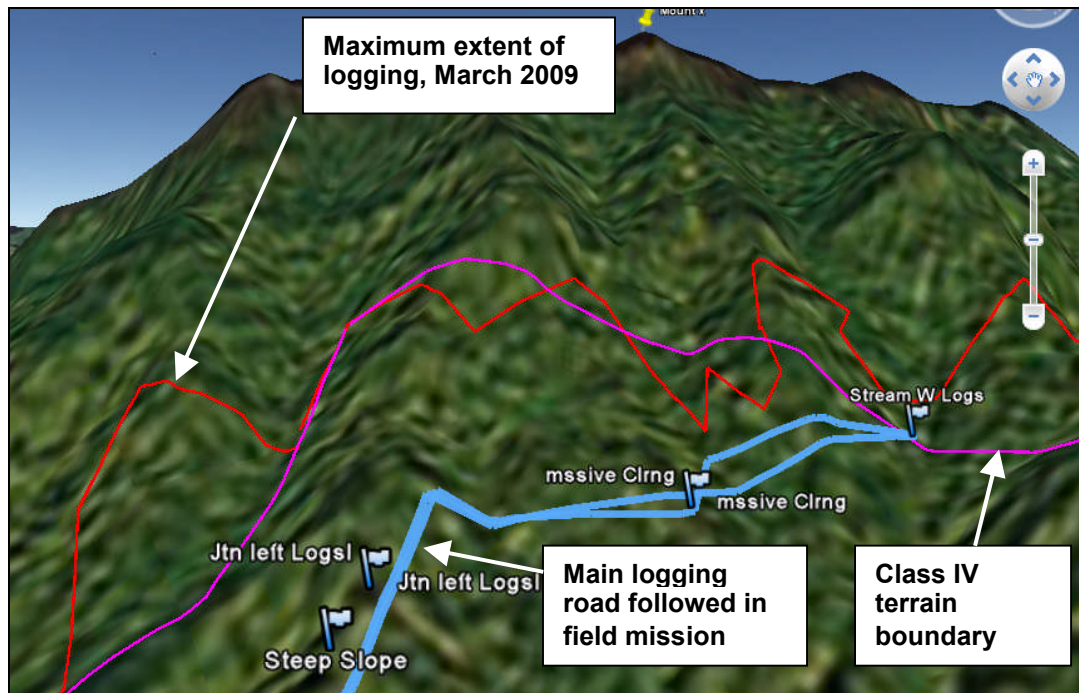 Mount x
Maximum extent of
logging, March 2009
Stream W Logs
mssive Clrng
mssive Clrng
Jtn left Logsl
Jtn left Logsl
Steep Slope
Main logging
road followed in
field mission
Class IV
terrain
boundary